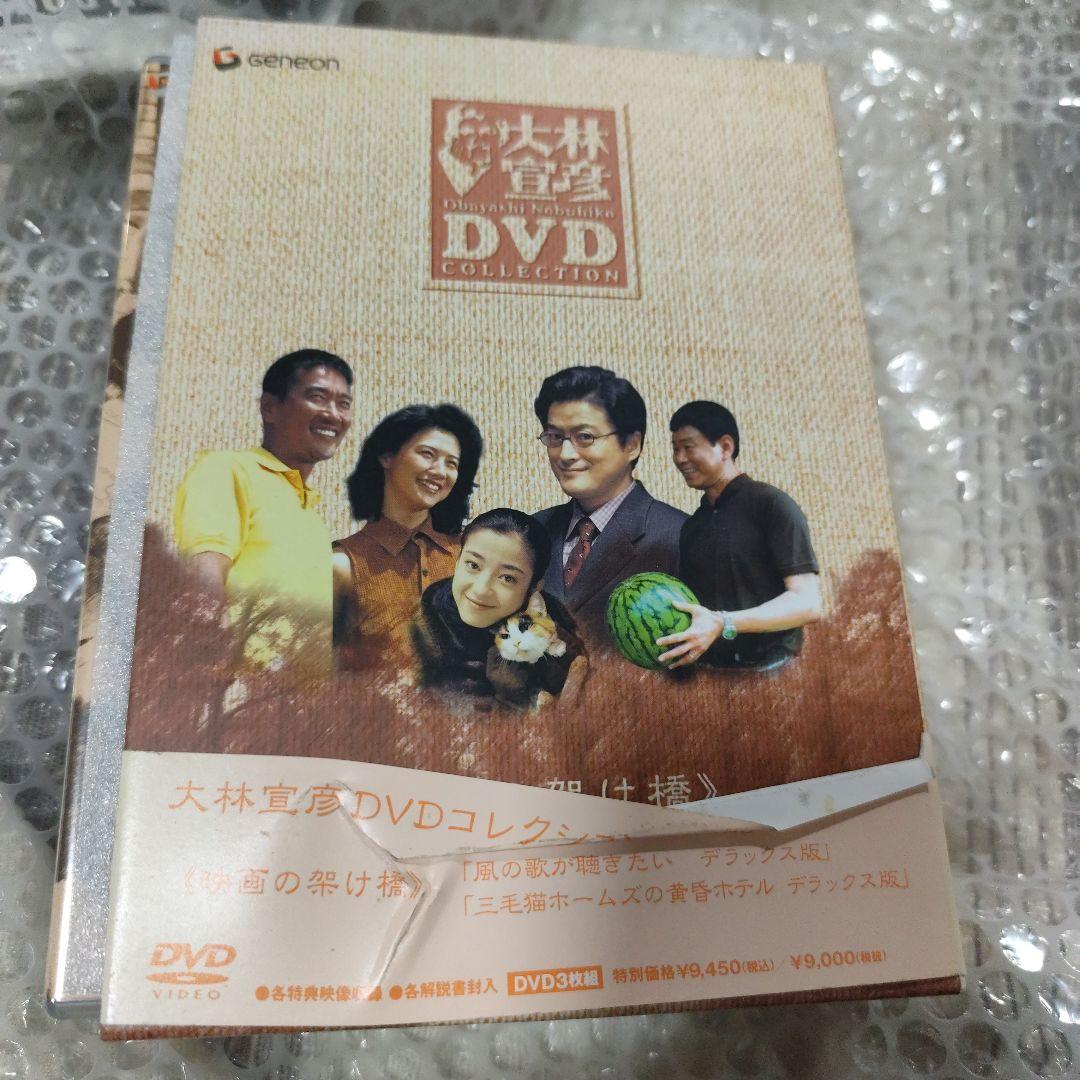 Geneon
大林
宣彦
Obayashi Nobuhiko
DVD
COLLECTION
架け橋》
大林宣彦DVDコレクシ
《映画の架け橋》
「風の歌が聴きたい デラックス版」
「三毛猫ホームズの黄昏ホテル デラックス版」
DVD
VIDEO
●各特典映像収録 ●各解説書封入 DVD3枚組 特別価格¥9,450(税込)／¥9,000(税抜)